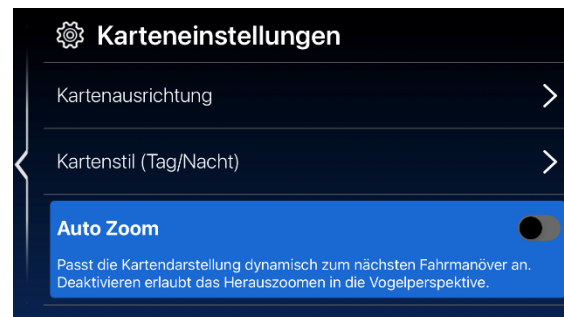 Karteneinstellungen
Kartenausrichtung
Kartenstil (Tag/Nacht)
Auto Zoom
Passt die Kartendarstellung dynamisch zum nächsten Fahrmanöver an.
Deaktivieren erlaubt das Herauszoomen in die Vogelperspektive.